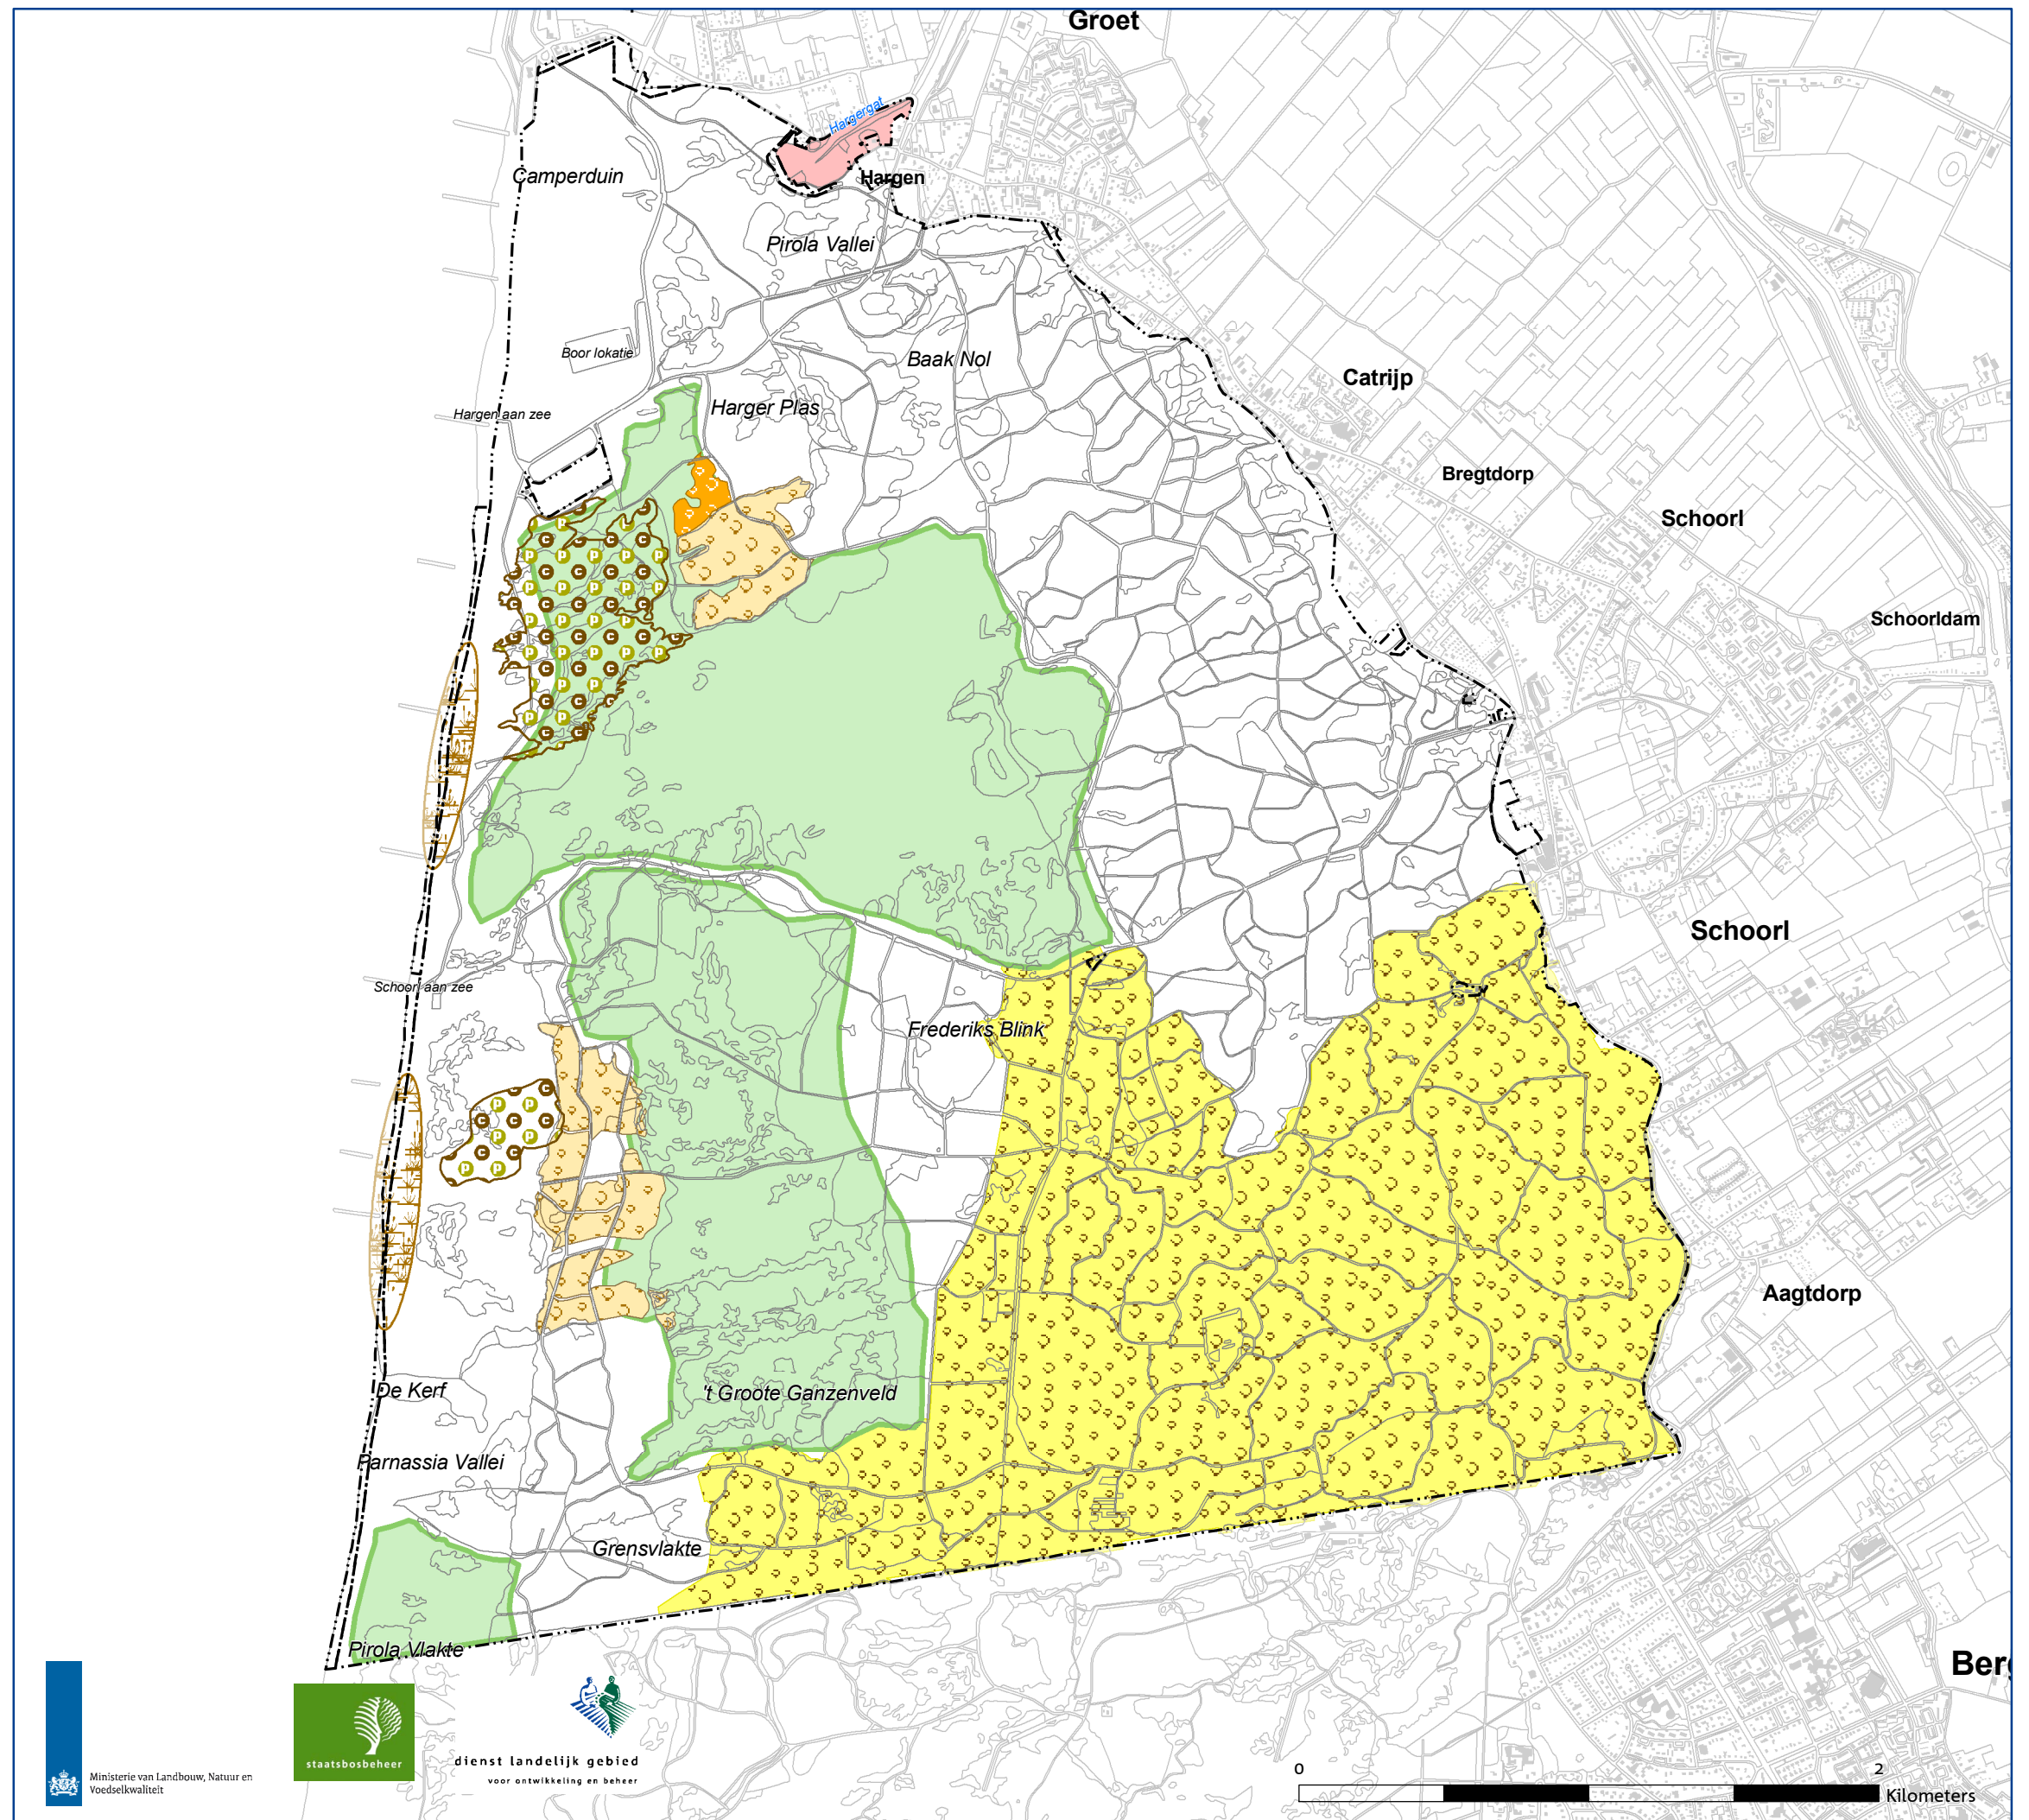 Groet
Hargergat
Hargen
Camperduin
Pirola Vallei
Boor lokatie
Baak Nol
Catrijp
Harger Plas
Hargen aan zee
Bregtdorp
Schoorl
Schoorldam
Schoorl
Schoorl aan zee
Frederiks Blink
Aagtdorp
De Kerf
't Groote Ganzenveld
Parnassia Vallei
Grensvlakte
Pirola Vlakte
Ber
Ministerie van Landbouw, Natuur en
Voedselkwaliteit
staatsbosbeheer
dienst landelijk gebied
voor ontwikkeling en beheer
0 2
Kilometers